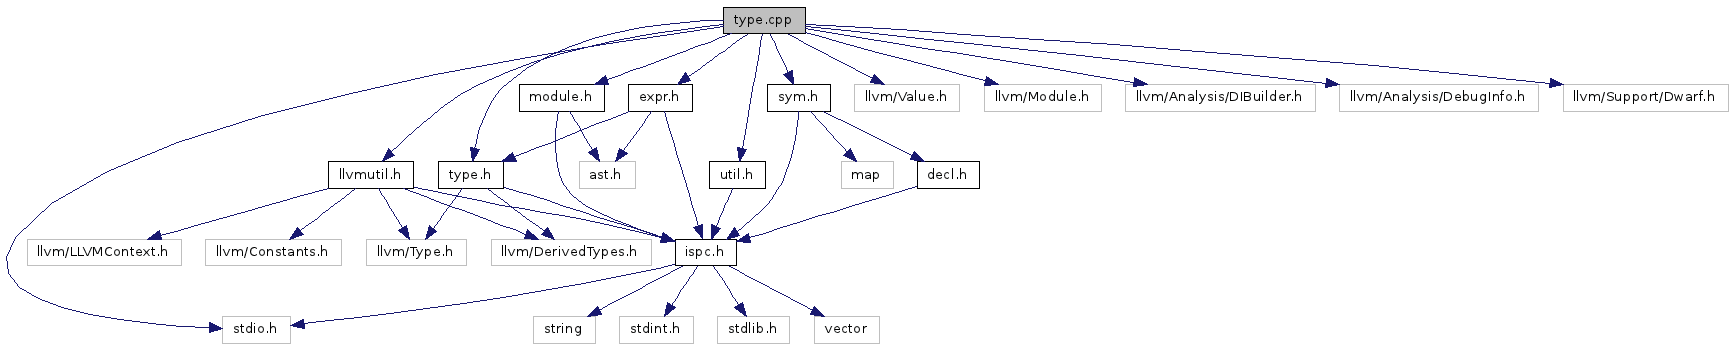 type.cpp
module.h
expr.h
sym.h
llvm/Value.h
llvm/Module.h
llvm/Analysis/DIBuilder.h
llvm/Analysis/DebugInfo.h
llvm/Support/Dwarf.h
llvmutil.h
type.h
ast.h
util.h
map
decl.h
llvm/LLVMContext.h
llvm/Constants.h
llvm/Type.h
llvm/DerivedTypes.h
ispc.h
stdio.h
string
stdint.h
stdlib.h
vector